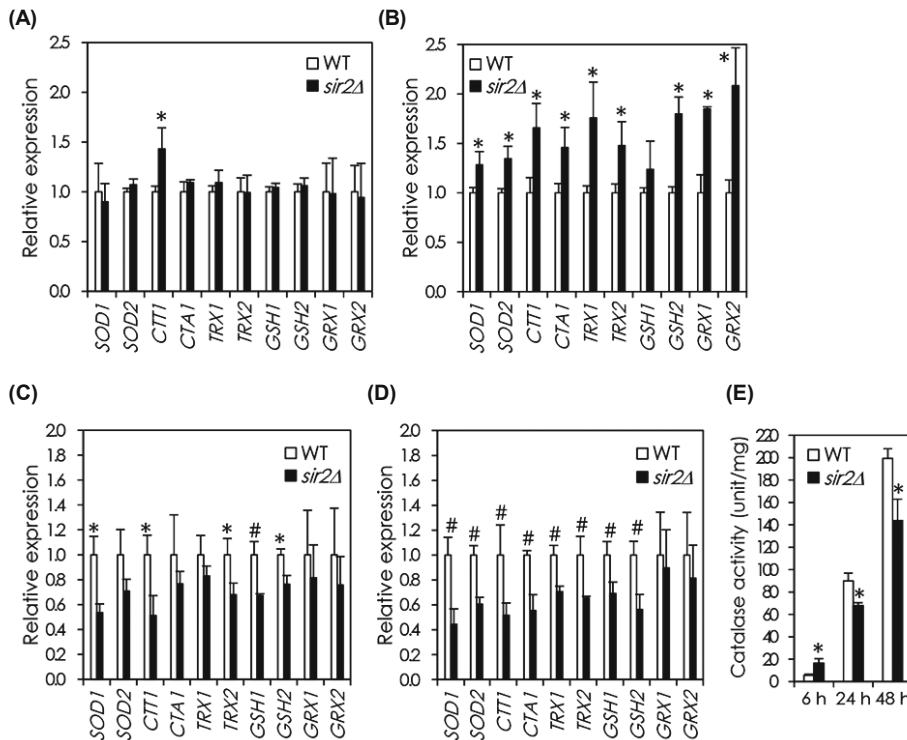 (A)
2.5
2.0
1.5
1.0
0.5
0.0
Relative expression
WT
sir2Δ
*
SOD1
SOD2
CTT1
CTA1
TRX1
TRX2
GSH1
GSH2
GRX1
GRX2
(B)
2.5
2.0
1.5
1.0
0.5
0.0
Relative expression
WT
sir2Δ
* * * * * * * * *
SOD1
SOD2
CTT1
CTA1
TRX1
TRX2
GSH1
GSH2
GRX1
GRX2
(C)
2.0
1.8
1.6
1.4
1.2
1.0
0.8
0.6
0.4
0.2
0.0
Relative expression
WT
sir2Δ
* * * # *
SOD1
SOD2
CTT1
CTA1
TRX1
TRX2
GSH1
GSH2
GRX1
GRX2
(D)
2.0
1.8
1.6
1.4
1.2
1.0
0.8
0.6
0.4
0.2
0.0
Relative expression
WT
sir2Δ
# # # # # # # #
SOD1
SOD2
CTT1
CTA1
TRX1
TRX2
GSH1
GSH2
GRX1
GRX2
(E)
220
200
180
160
140
120
100
80
60
40
20
0
Catalase activity (unit/mg)
WT
sir2Δ
* * *
6 h
24 h
48 h